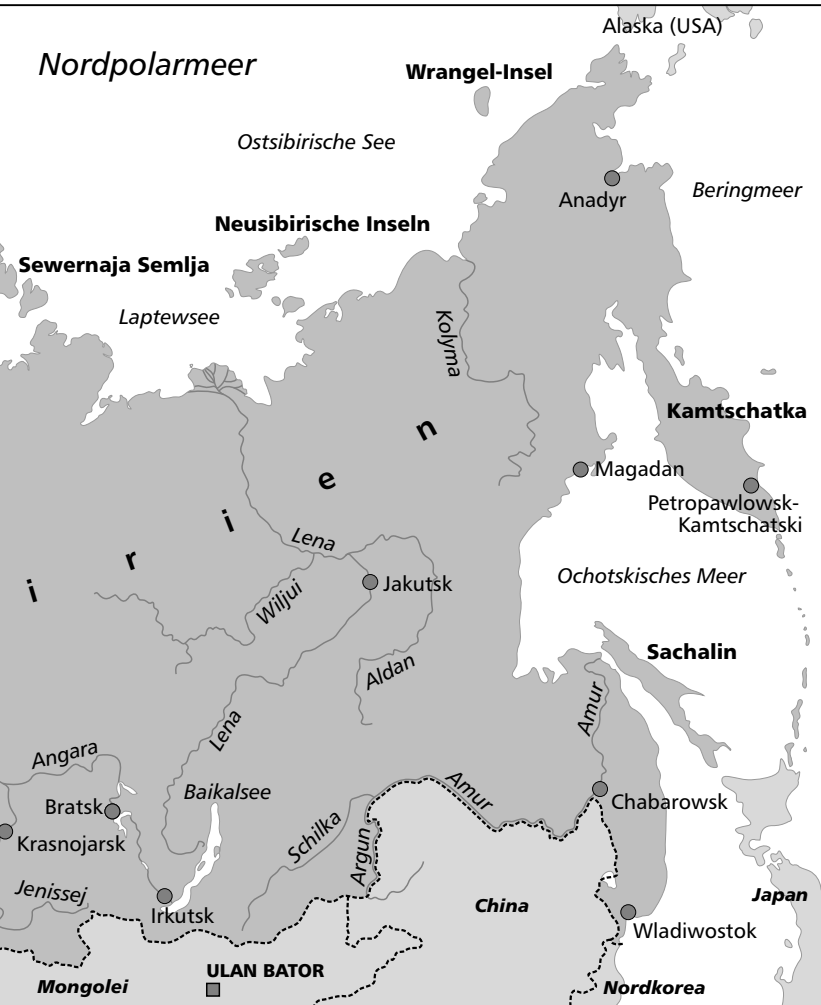 Alaska (USA)
Nordpolarmeer
Wrangel-Insel
Ostsibirische See
Anadyr
Beringmeer
Neusibirische Inseln
Sewernaja Semlja
Laptewsee
Kolyma
Kamtschatka
i r i e n
Magadan
Petropawlowsk-
Kamtschatski
Lena
Ochotskisches Meer
Wiljui
Jakutsk
Sachalin
Aldan
Amur
Lena
Angara
Baikalsee
Amur
Bratsk
Chabarowsk
Krasnojarsk
Schilka
Argun
Jenissej
Irkutsk
China
Japan
Wladiwostok
ULAN BATOR
Mongolei
Nordkorea